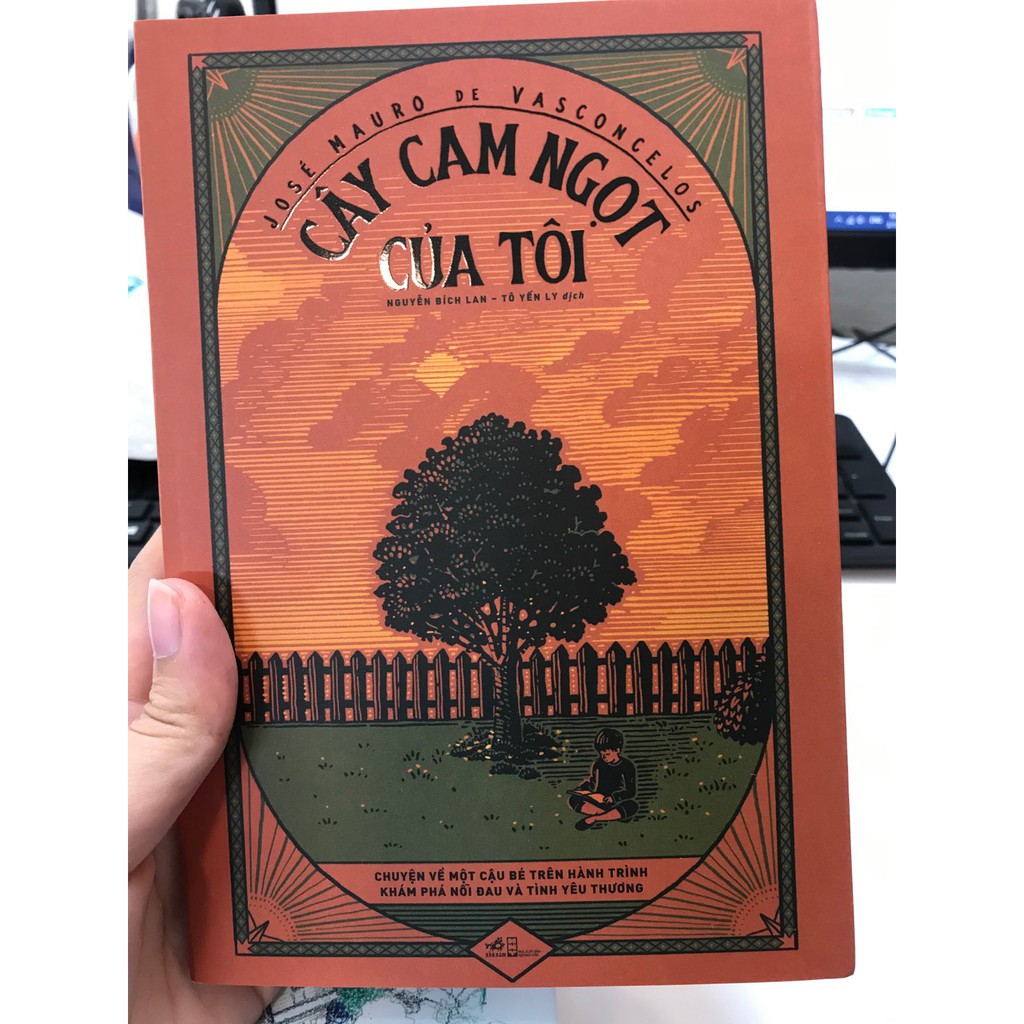 JOSÉ MAURO DE VASCONCELOS
CÂY CAM NGỌT
CỦA TÔI
NGUYỄN BÍCH LAN – TÔ YẾN LY dịch
CHUYỆN VỀ MỘT CẬU BÉ TRÊN HÀNH TRÌNH
KHÁM PHÁ NỖI ĐAU VÀ TÌNH YÊU THƯƠNG